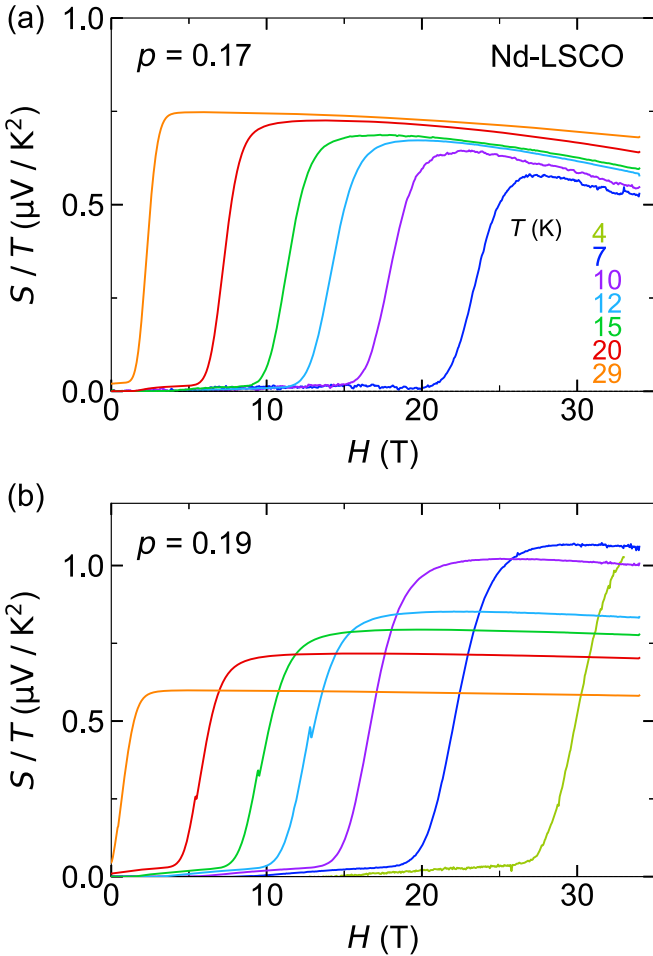 (a)
p = 0.17 Nd-LSCO
1.0
0.5
0.0
S / T (μV / K²)
T (K)
4
7
10
12
15
20
29
0 10 20 30
H (T)
(b)
p = 0.19
1.0
0.5
0.0
S / T (μV / K²)
0 10 20 30
H (T)